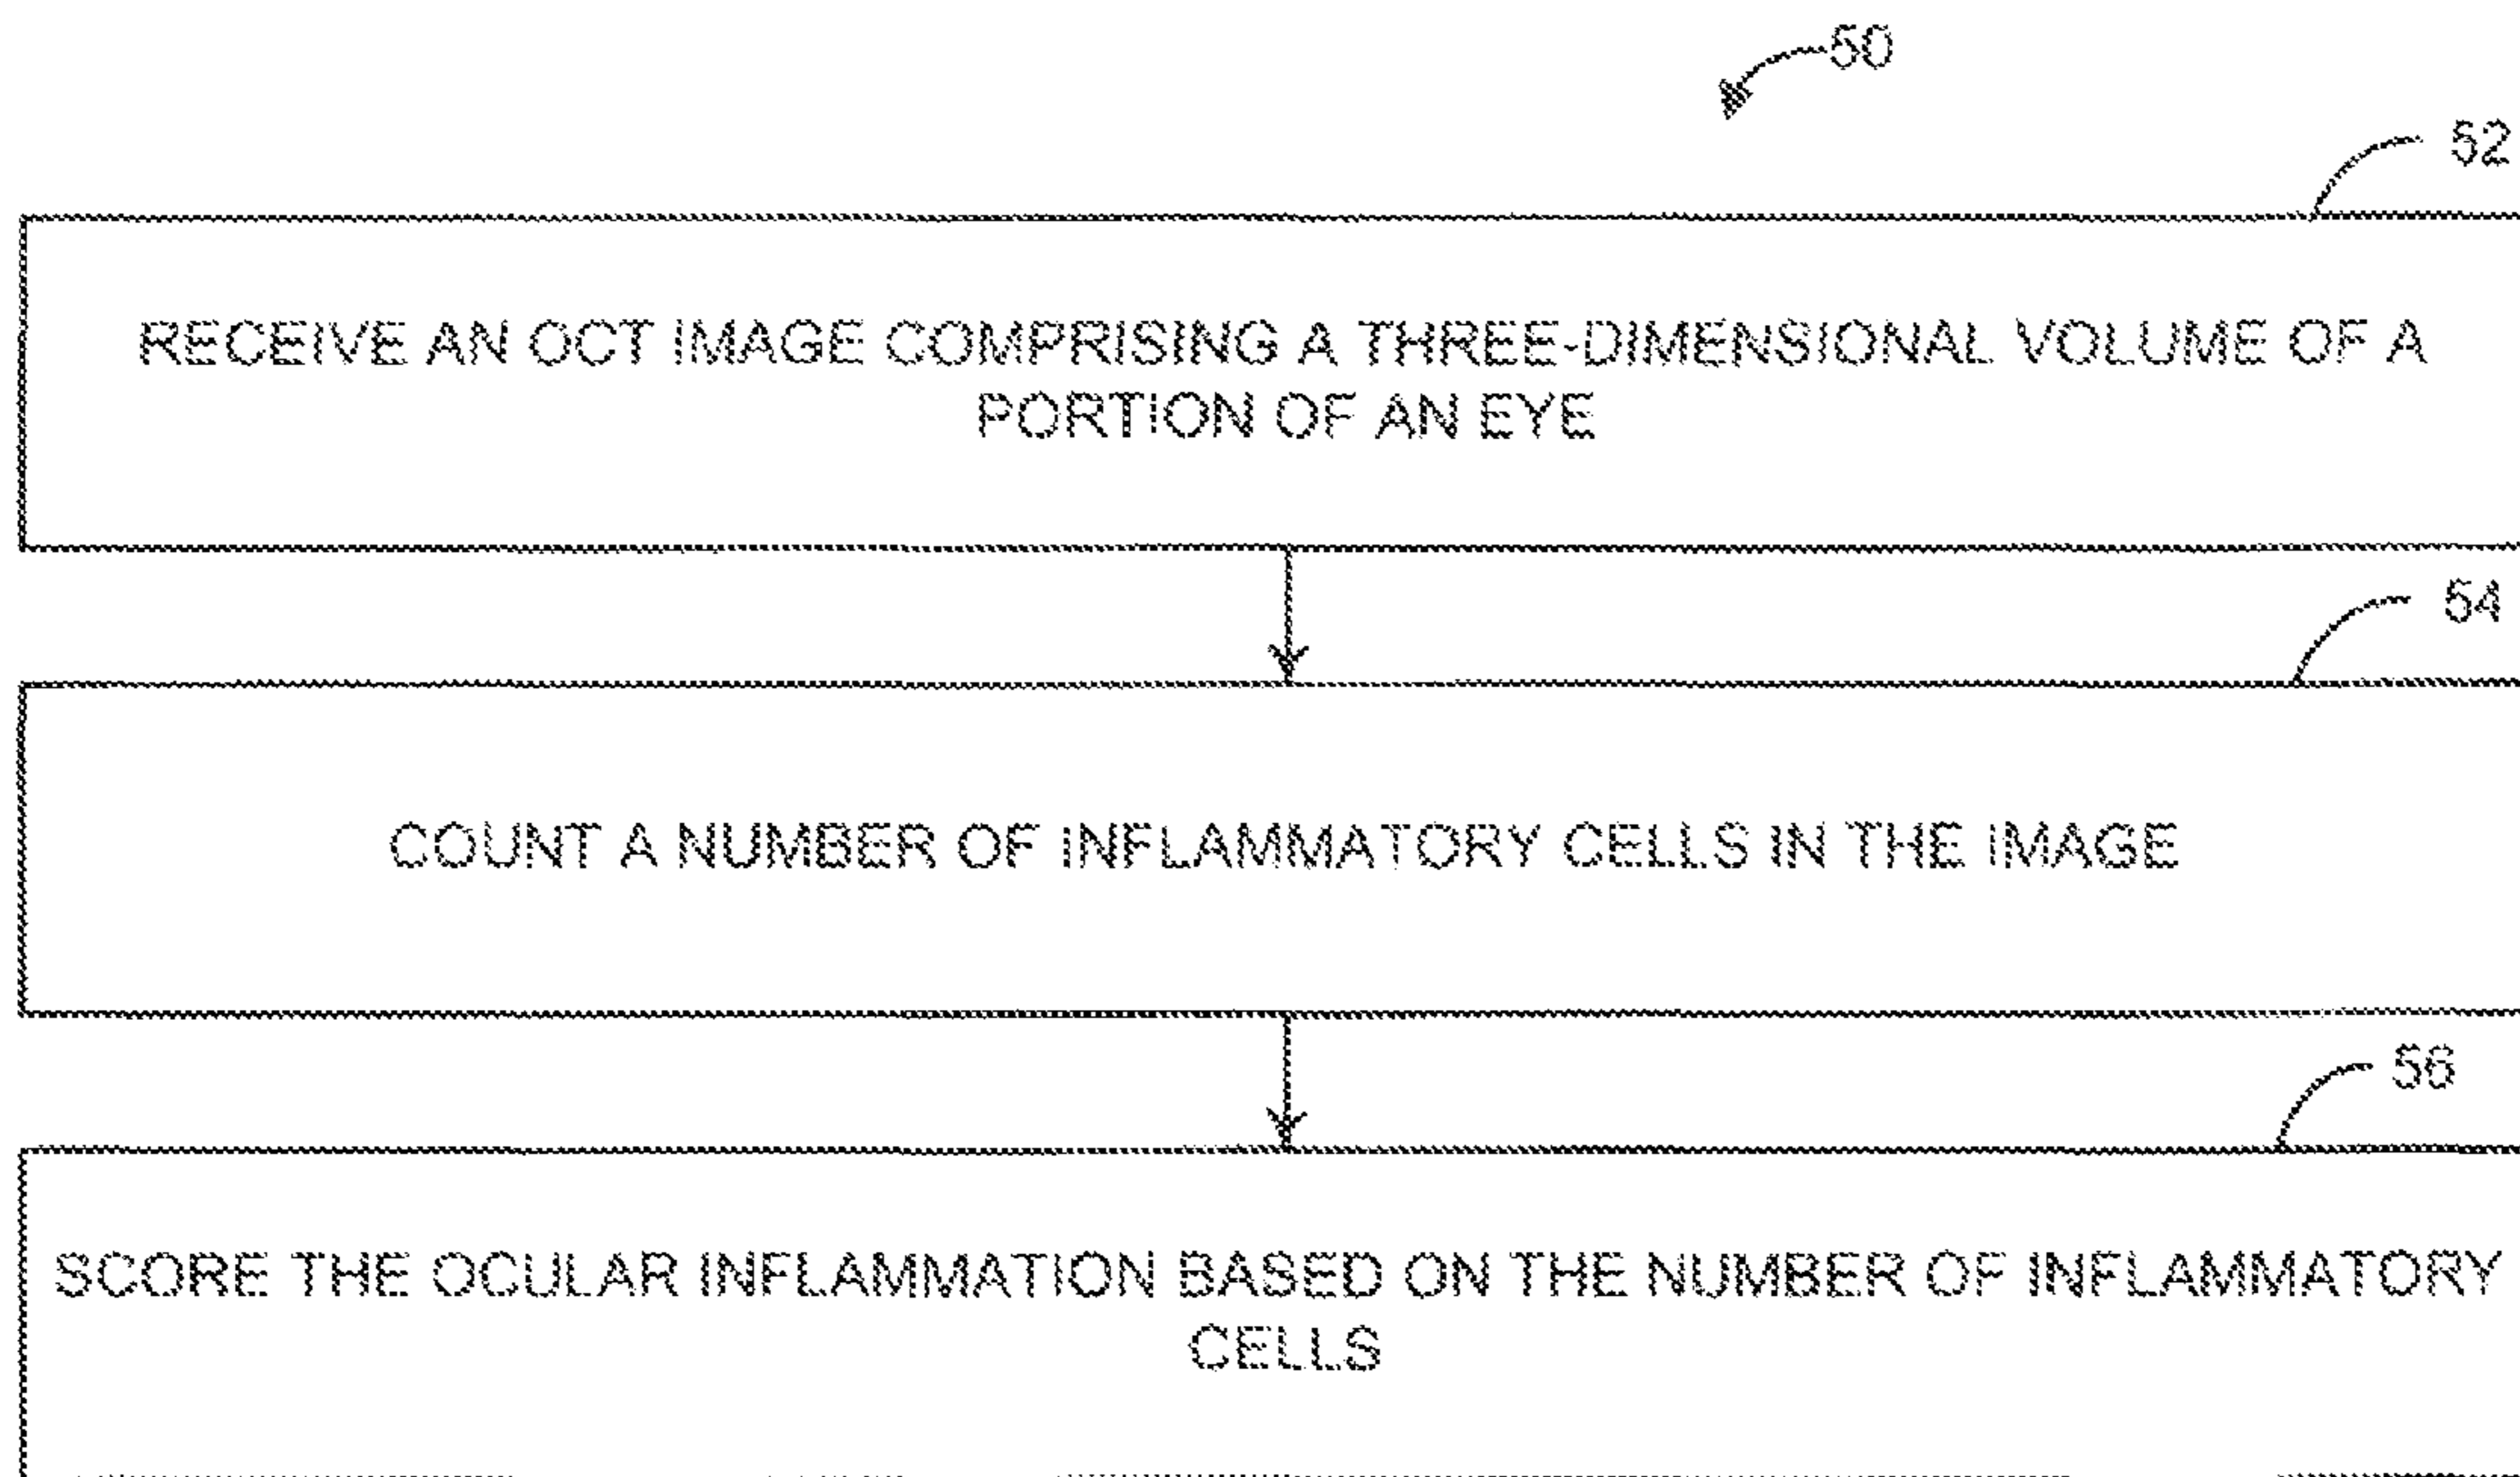 50
52
RECEIVE AN OCT IMAGE COMPRISING A THREE-DIMENSIONAL VOLUME OF A
PORTION OF AN EYE
54
COUNT A NUMBER OF INFLAMMATORY CELLS IN THE IMAGE
56
SCORE THE OCULAR INFLAMMATION BASED ON THE NUMBER OF INFLAMMATORY
CELLS